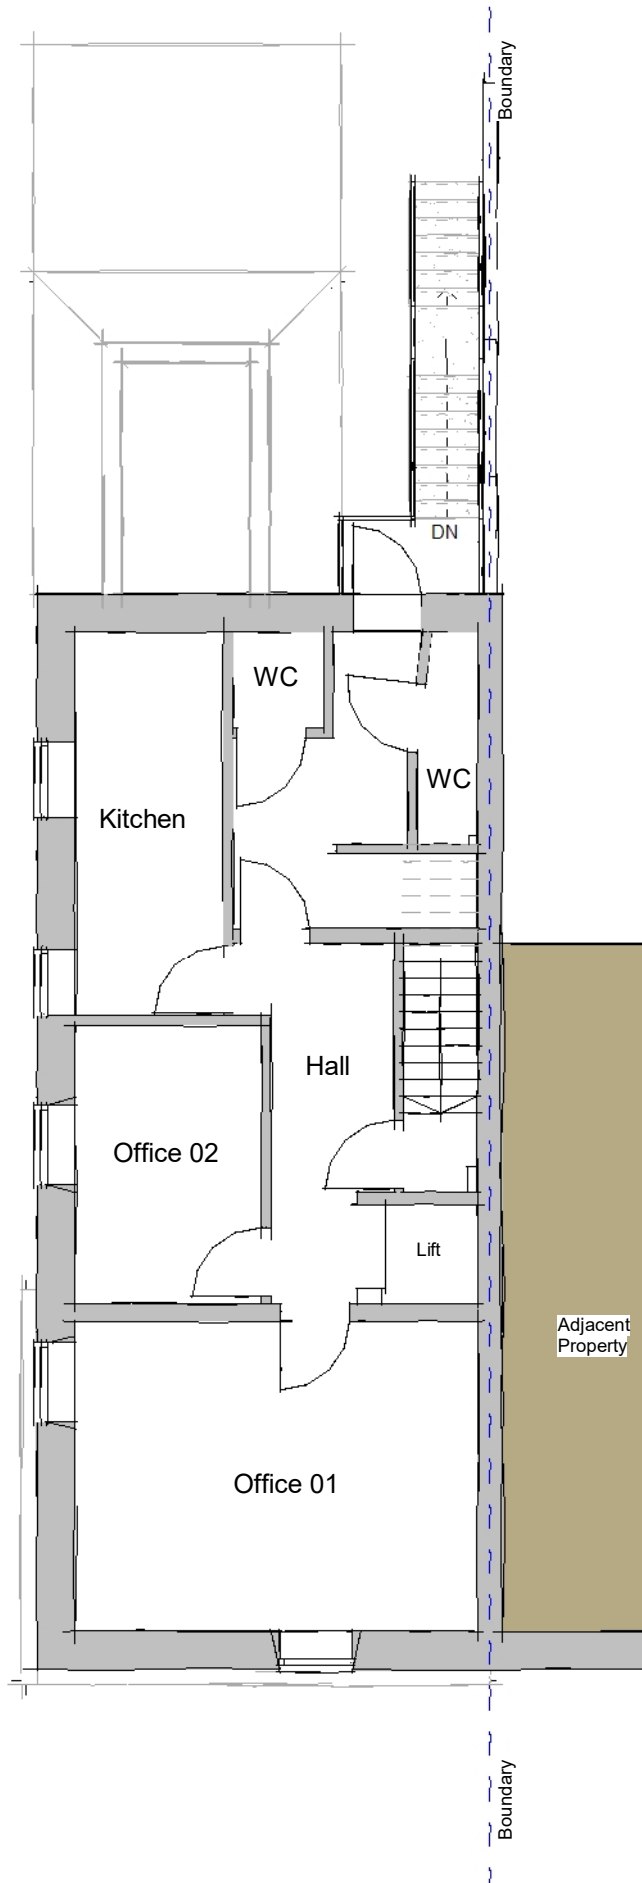 Boundary
DN
WC
WC
Kitchen
Hall
Office 02
Lift
Adjacent
Property
Office 01
Boundary